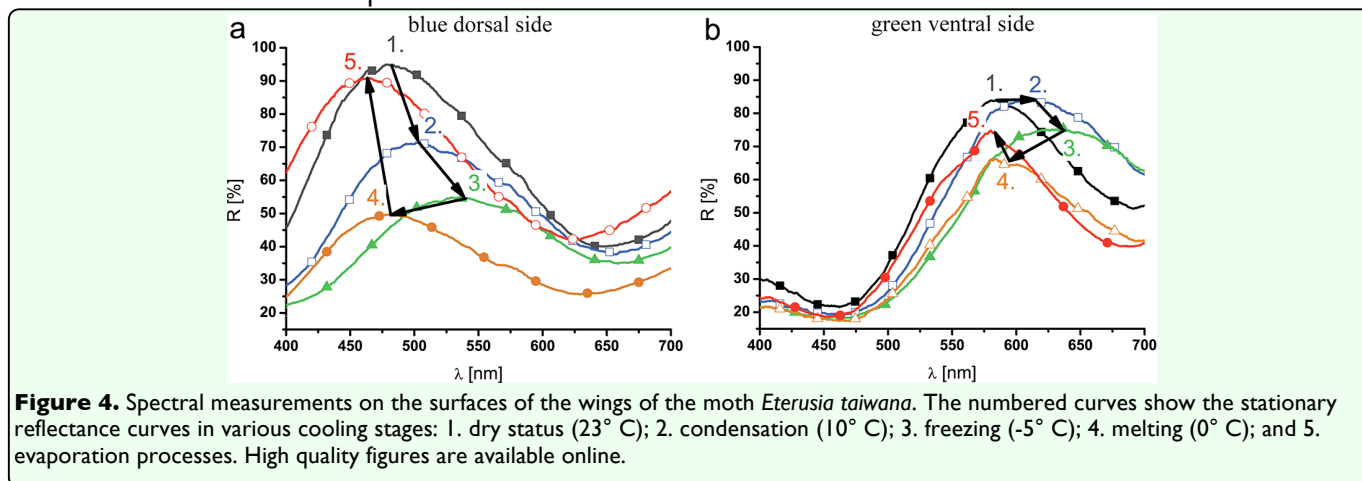 a
blue dorsal side
b
green ventral side
100
90
80
70
60
50
40
30
20
R [%]
1.
2.
3.
4.
5.
400 450 500 550 600 650 700
λ [nm]
100
90
80
70
60
50
40
30
20
R [%]
1.
2.
3.
4.
5.
400 450 500 550 600 650 700
λ [nm]
Figure 4. Spectral measurements on the surfaces of the wings of the moth Eterusia taiwana. The numbered curves show the stationary
reflectance curves in various cooling stages: 1. dry status (23° C); 2. condensation (10° C); 3. freezing (-5° C); 4. melting (0° C); and 5.
evaporation processes. High quality figures are available online.